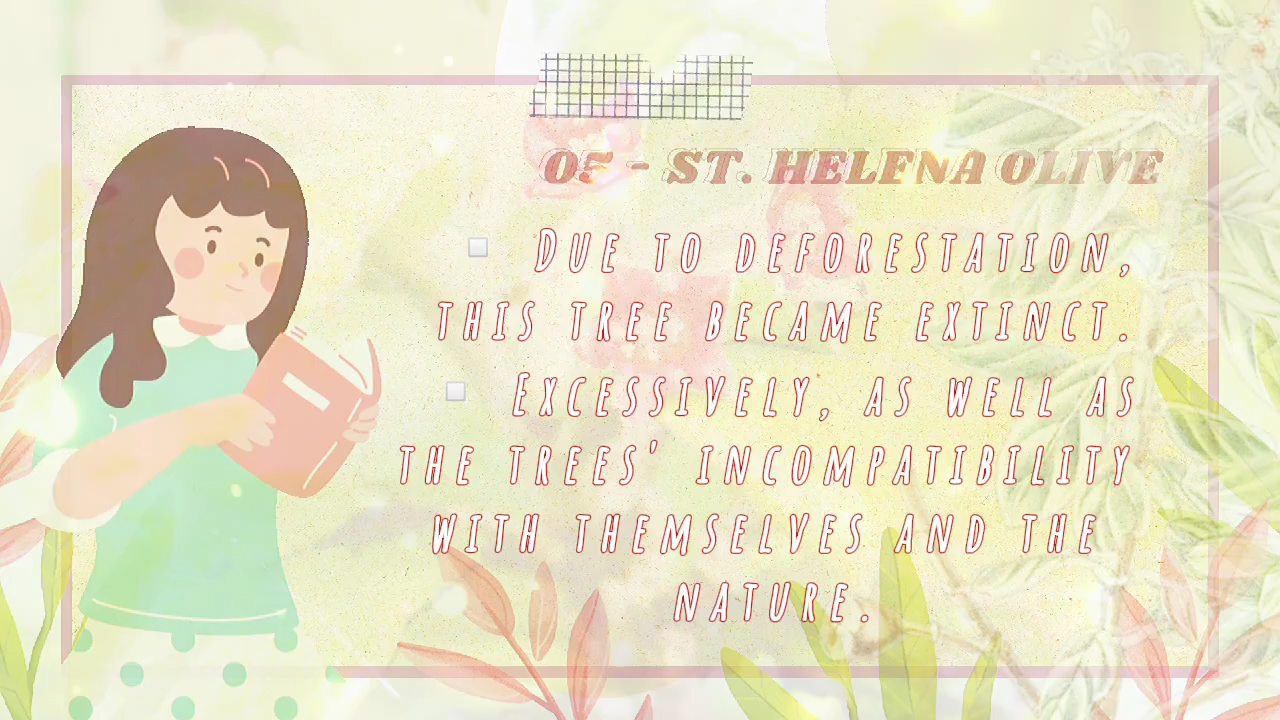 05 - ST. HELENA OLIVE
DUE TO DEFORESTATION,
THIS TREE BECAME EXTINCT.
EXCESSIVELY, AS WELL AS
THE TREES' INCOMPATIBILITY
WITH THEMSELVES AND THE
NATURE.